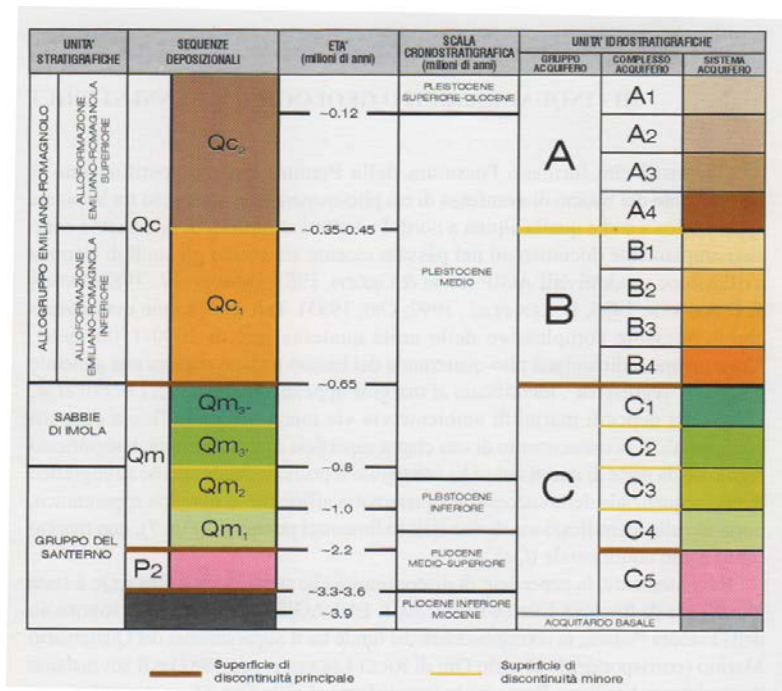 UNITA'
STRATIGRAFICHE
SEQUENZE
DEPOSIZIONALI
ETA'
(milioni di anni)
SCALA
CRONOSTRATIGRAFICA
(milioni di anni)
UNITA' IDROSTRATIGRAFICHE
GRUPPO
ACQUIFERO
COMPLESSO
ACQUIFERO
SISTEMA
ACQUIFERO
ALLOGRUPPO EMILIANO-ROMAGNOLO
ALLOFORMAZIONE
EMILIANO-ROMAGNOLA
SUPERIORE
ALLOFORMAZIONE
EMILIANO-ROMAGNOLA
INFERIORE
SABBIE
DI IMOLA
GRUPPO DEL
SANTERNO
Qc
Qc2
Qc1
Qm
Qm3''
Qm3'
Qm2
Qm1
P2
–0.12
–0.35-0.45
–0.65
–0.8
–1.0
–2.2
–3.3-3.6
–3.9
PLEISTOCENE
SUPERIORE-OLOCENE
PLEISTOCENE
MEDIO
PLEISTOCENE
INFERIORE
PLIOCENE
MEDIO-SUPERIORE
PLIOCENE INFERIORE
MIOCENE
A
B
C
A1
A2
A3
A4
B1
B2
B3
B4
C1
C2
C3
C4
C5
ACQUITARDO BASALE
Superficie di
discontinuità principale
Superficie di
discontinuità minore